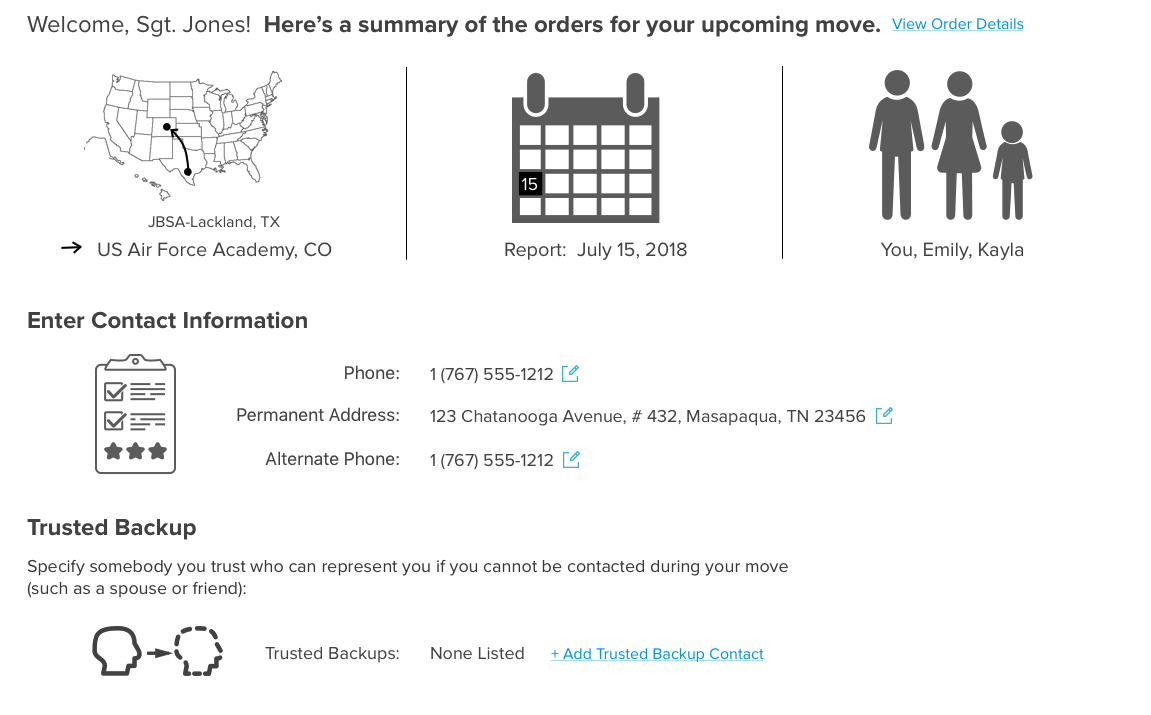 Welcome, Sgt. Jones! Here's a summary of the orders for your upcoming move. View Order Details
15
JBSA-Lackland, TX
US Air Force Academy, CO
Report: July 15, 2018
You, Emily, Kayla
Enter Contact Information
Phone: 1 (767) 555-1212
Permanent Address: 123 Chatanooga Avenue, # 432, Masapaqua, TN 23456
Alternate Phone: 1 (767) 555-1212
Trusted Backup
Specify somebody you trust who can represent you if you cannot be contacted during your move
(such as a spouse or friend):
Trusted Backups: None Listed + Add Trusted Backup Contact